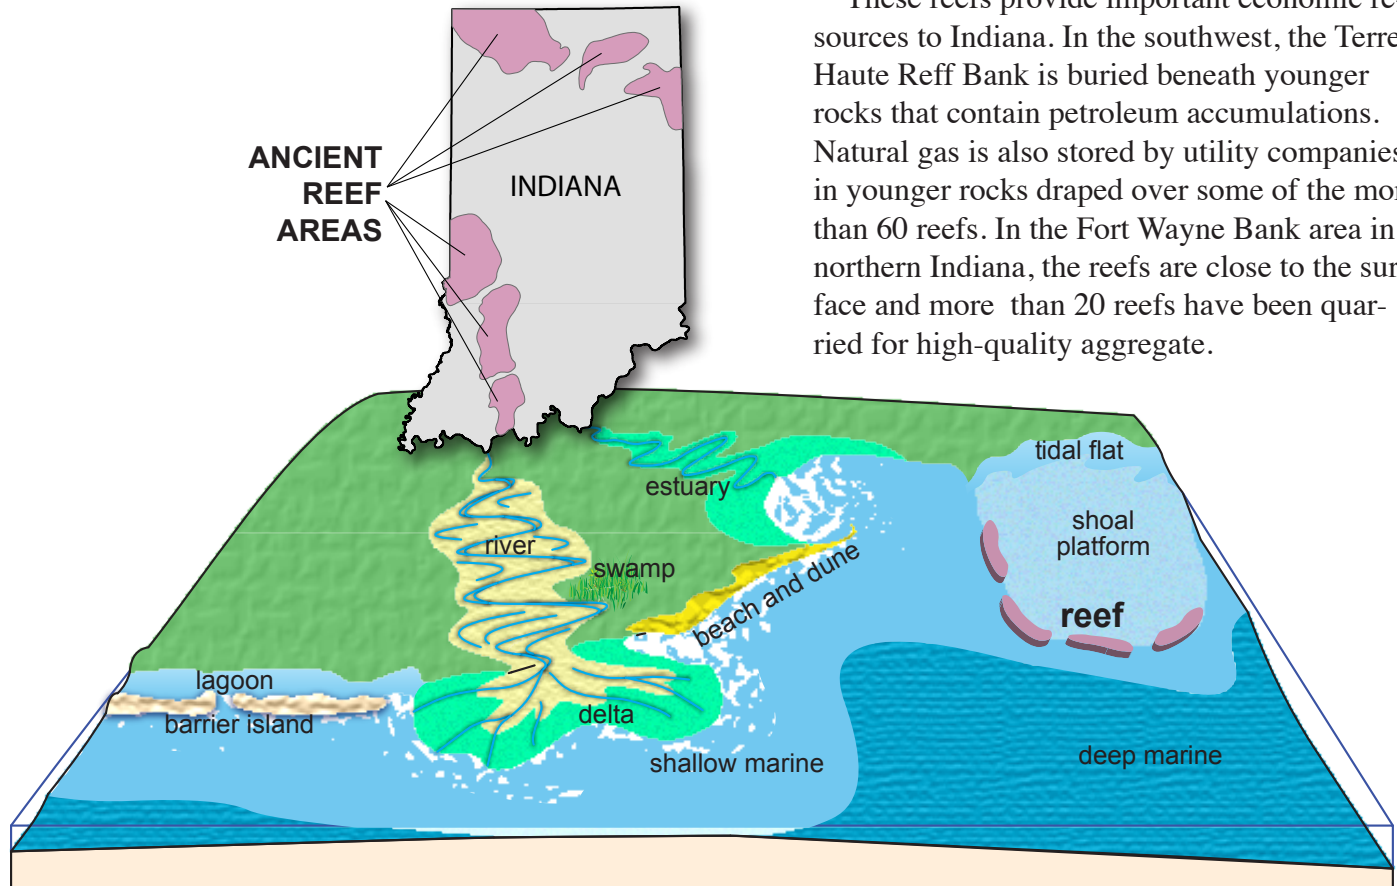 These reefs provide important economic re-
sources to Indiana. In the southwest, the Terre
Haute Reff Bank is buried beneath younger
rocks that contain petroleum accumulations.
Natural gas is also stored by utility companies
in younger rocks draped over some of the mor
than 60 reefs. In the Fort Wayne Bank area in
northern Indiana, the reefs are close to the sur
face and more than 20 reefs have been quar-
ried for high-quality aggregate.
ANCIENT
REEF
AREAS
INDIANA
tidal flat
estuary
shoal
platform
river
swamp
beach and dune
reef
lagoon
barrier island
delta
shallow marine
deep marine